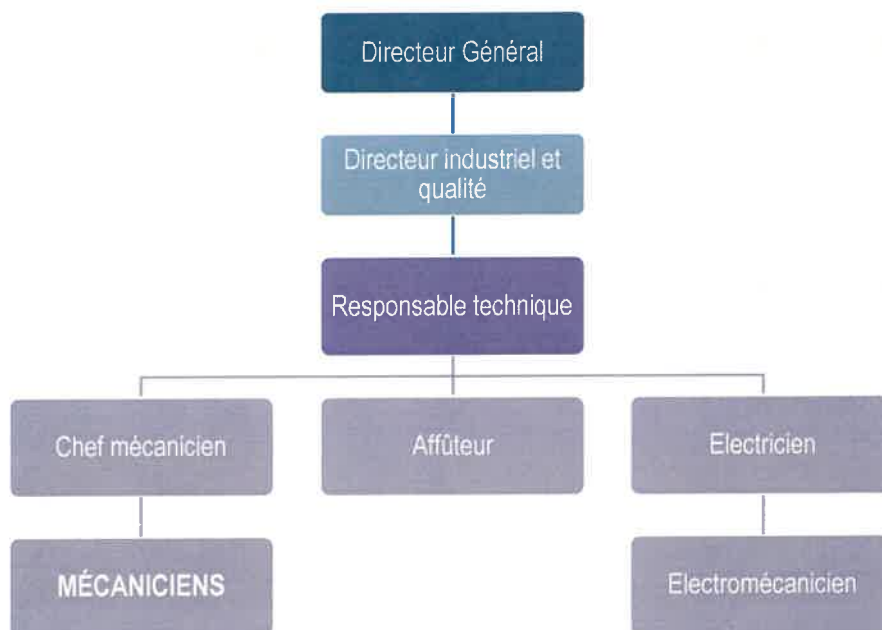 Directeur Général
Directeur industriel et
qualité
Responsable technique
Chef mécanicien
Affûteur
Electricien
MÉCANICIENS
Electromécanicien